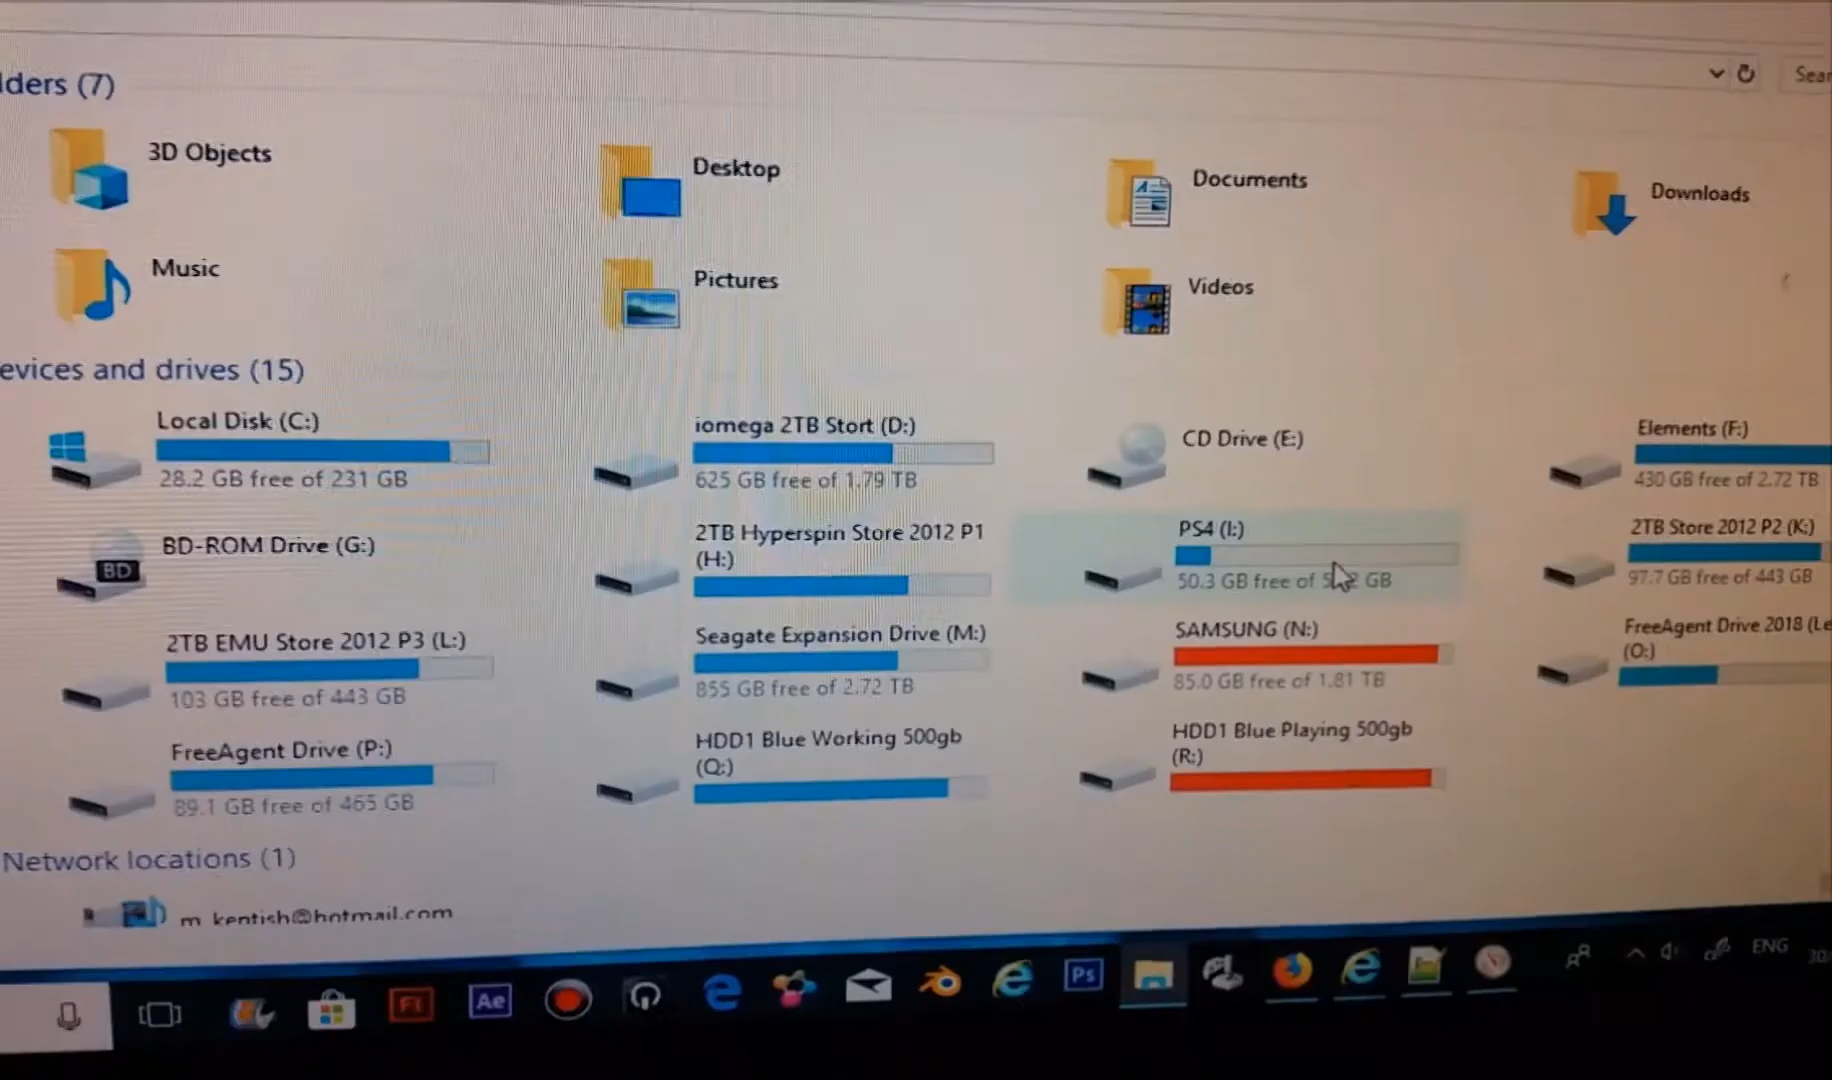 lders (7)
3D Objects
Desktop
Documents
Downloads
Music
Pictures
Videos
evices and drives (15)
Local Disk (C:)
28.2 GB free of 231 GB
iomega 2TB Stort (D:)
625 GB free of 1.79 TB
CD Drive (E:)
Elements (F:)
430 GB free of 2.72 TB
BD-ROM Drive (G:)
BD
2TB Hyperspin Store 2012 P1
(H:)
PS4 (I:)
50.3 GB free of GB
2TB Store 2012 P2 (K:)
97.7 GB free of 443 GB
2TB EMU Store 2012 P3 (L:)
103 GB free of 443 GB
Seagate Expansion Drive (M:)
855 GB free of 2.72 TB
SAMSUNG (N:)
85.0 GB free of 1.81 TB
FreeAgent Drive 2018 (Le
(O:)
FreeAgent Drive (P:)
89.1 GB free of 465 GB
HDD1 Blue Working 500gb
(Q:)
HDD1 Blue Playing 500gb
(R:)
Network locations (1)
m_kentish@hotmail.com
Sear
Fl
Ae
Ps
ENG